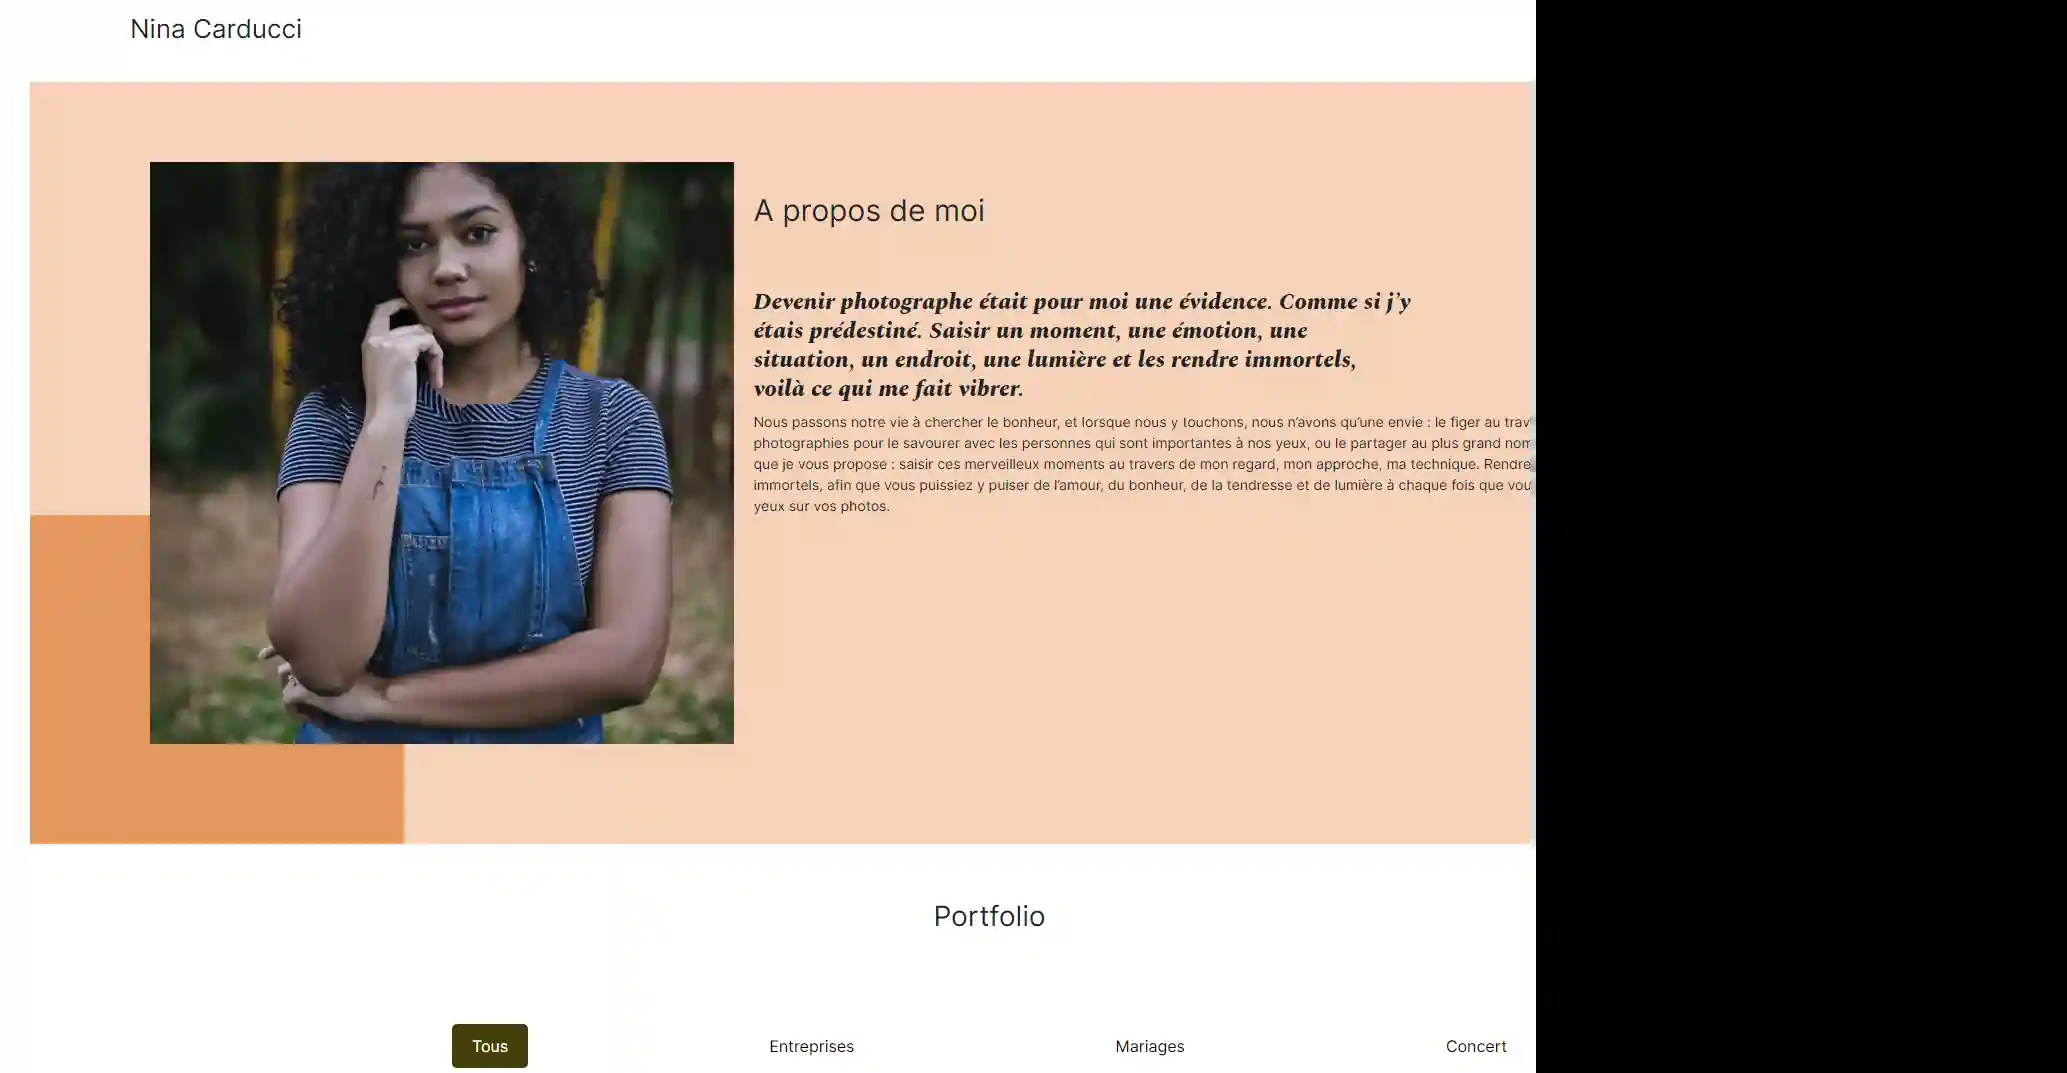 Nina Carducci
A propos de moi
Devenir photographe était pour moi une évidence. Comme si j’y
étais prédestiné. Saisir un moment, une émotion, une
situation, un endroit, une lumière et les rendre immortels,
voilà ce qui me fait vibrer.
Nous passons notre vie à chercher le bonheur, et lorsque nous y touchons, nous n’avons qu’une envie : le figer au trav
photographies pour le savourer avec les personnes qui sont importantes à nos yeux, ou le partager au plus grand nom
que je vous propose : saisir ces merveilleux moments au travers de mon regard, mon approche, ma technique. Rendre
immortels, afin que vous puissiez y puiser de l’amour, du bonheur, de la tendresse et de lumière à chaque fois que vou
yeux sur vos photos.
Portfolio
Tous Entreprises Mariages Concert